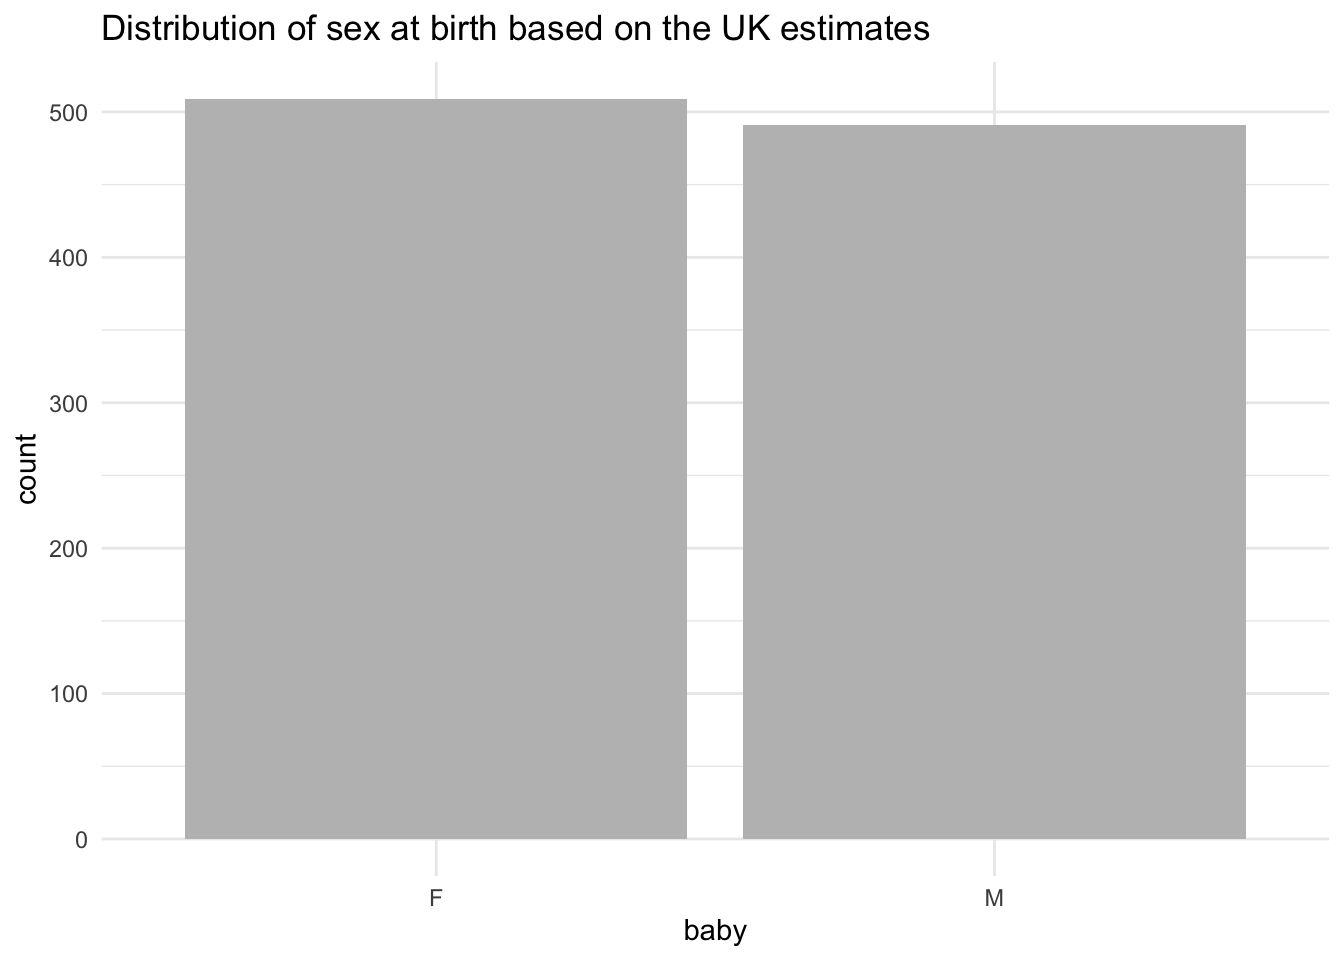 Distribution of sex at birth based on the UK estimates
500
400
300
200
100
0
count
F
M
baby